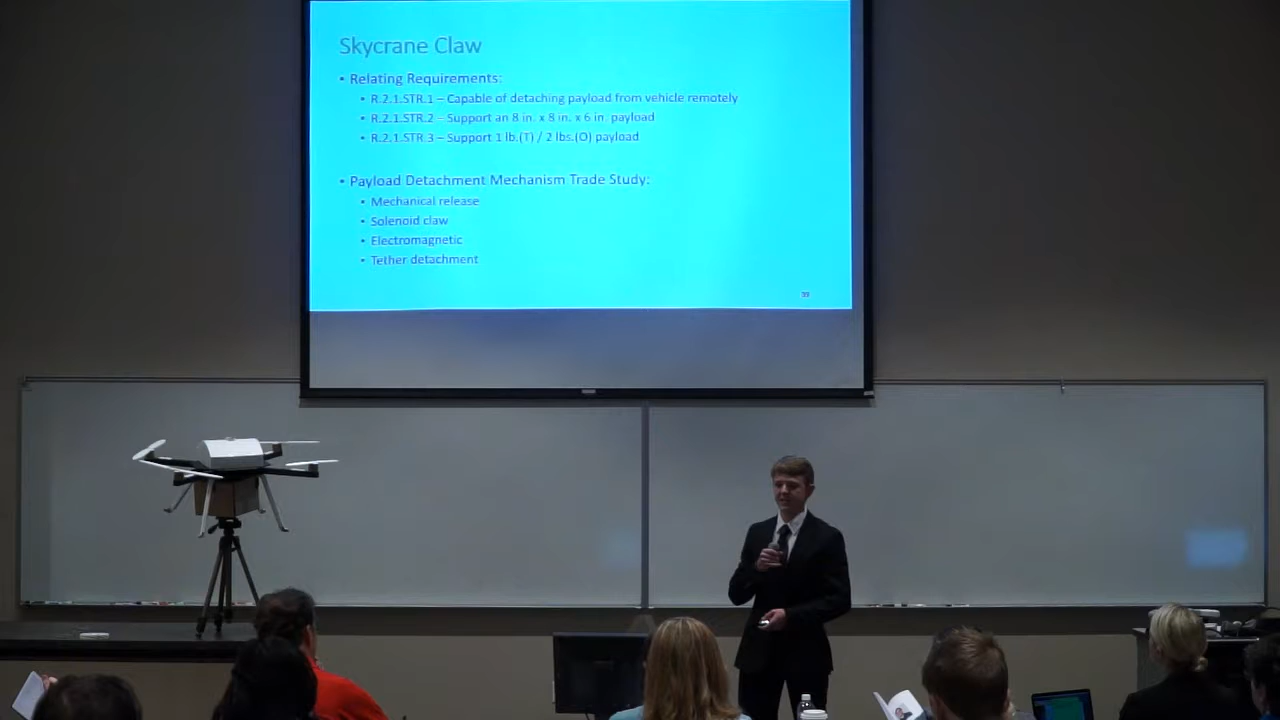 Skycrane Claw
• Relating Requirements:
• R.2.1.STR.1 – Capable of detaching payload from vehicle remotely
• R.2.1.STR.2 – Support an 8 in. x 8 in. x 6 in. payload
• R.2.1.STR.3 – Support 1 lb.(T) / 2 lbs.(O) payload
• Payload Detachment Mechanism Trade Study:
• Mechanical release
• Solenoid claw
• Electromagnetic
• Tether detachment
39